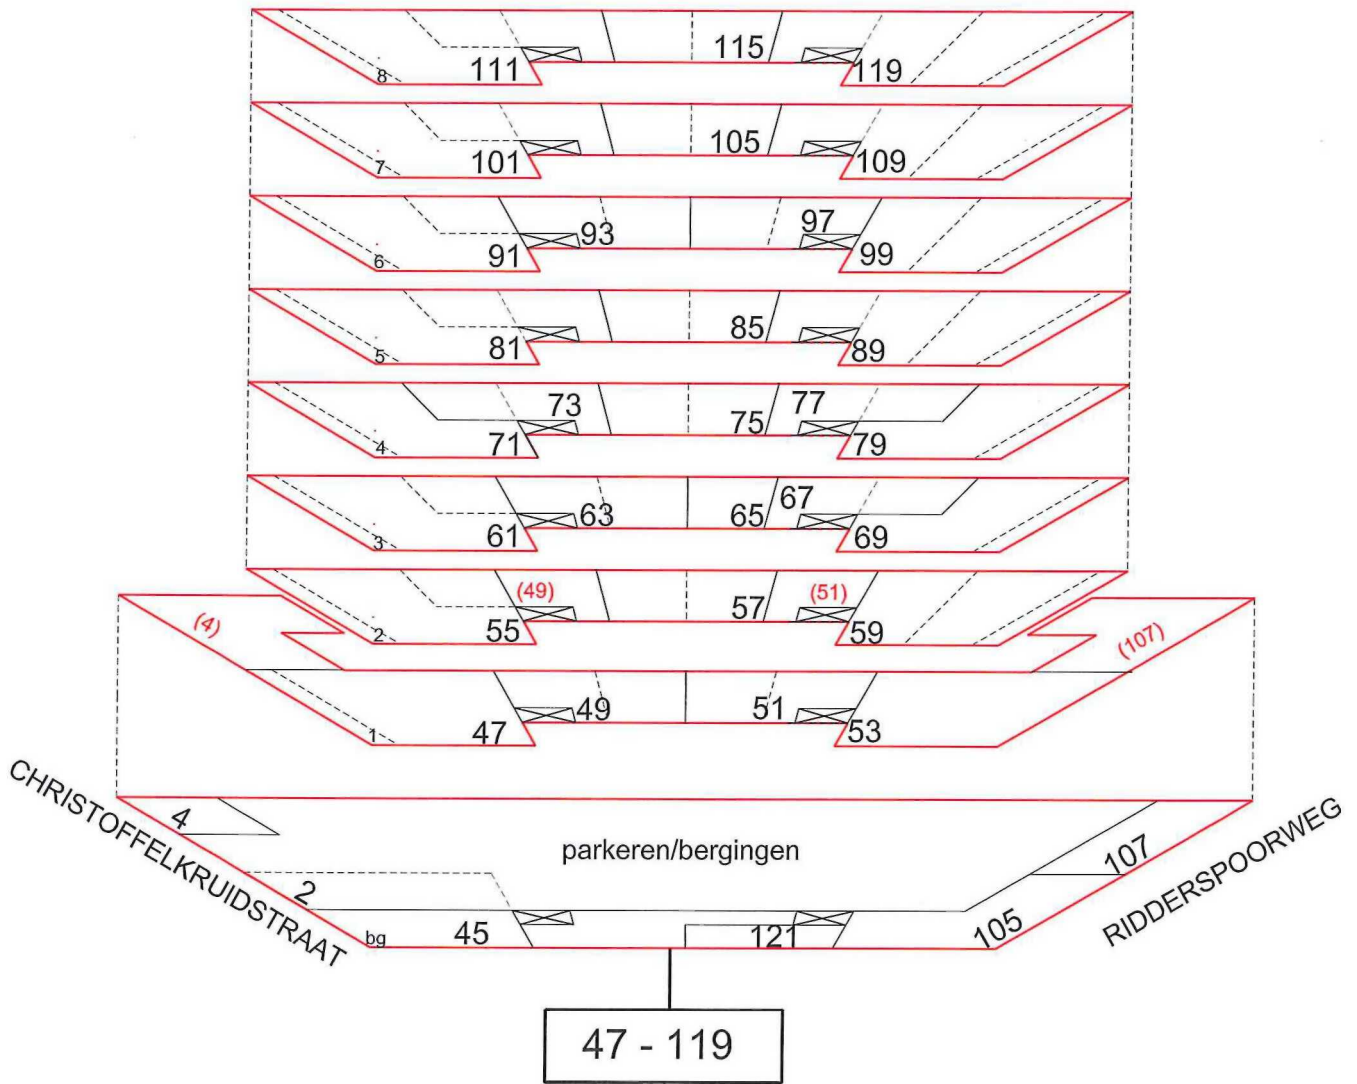 115
8 111 119
105
7 101 109
93 97
6 91 99
85
5 81 89
73 75 77
4 71 79
63 65 67
3 61 69
(49) 57 (51)
2 55 59
(4) (107)
49 51
1 47 53
CHRISTOFFELKRUIDSTRAAT
4
parkeren/bergingen
107
RIDDERSPOORWEG
2
bg 45 121 105
47 - 119